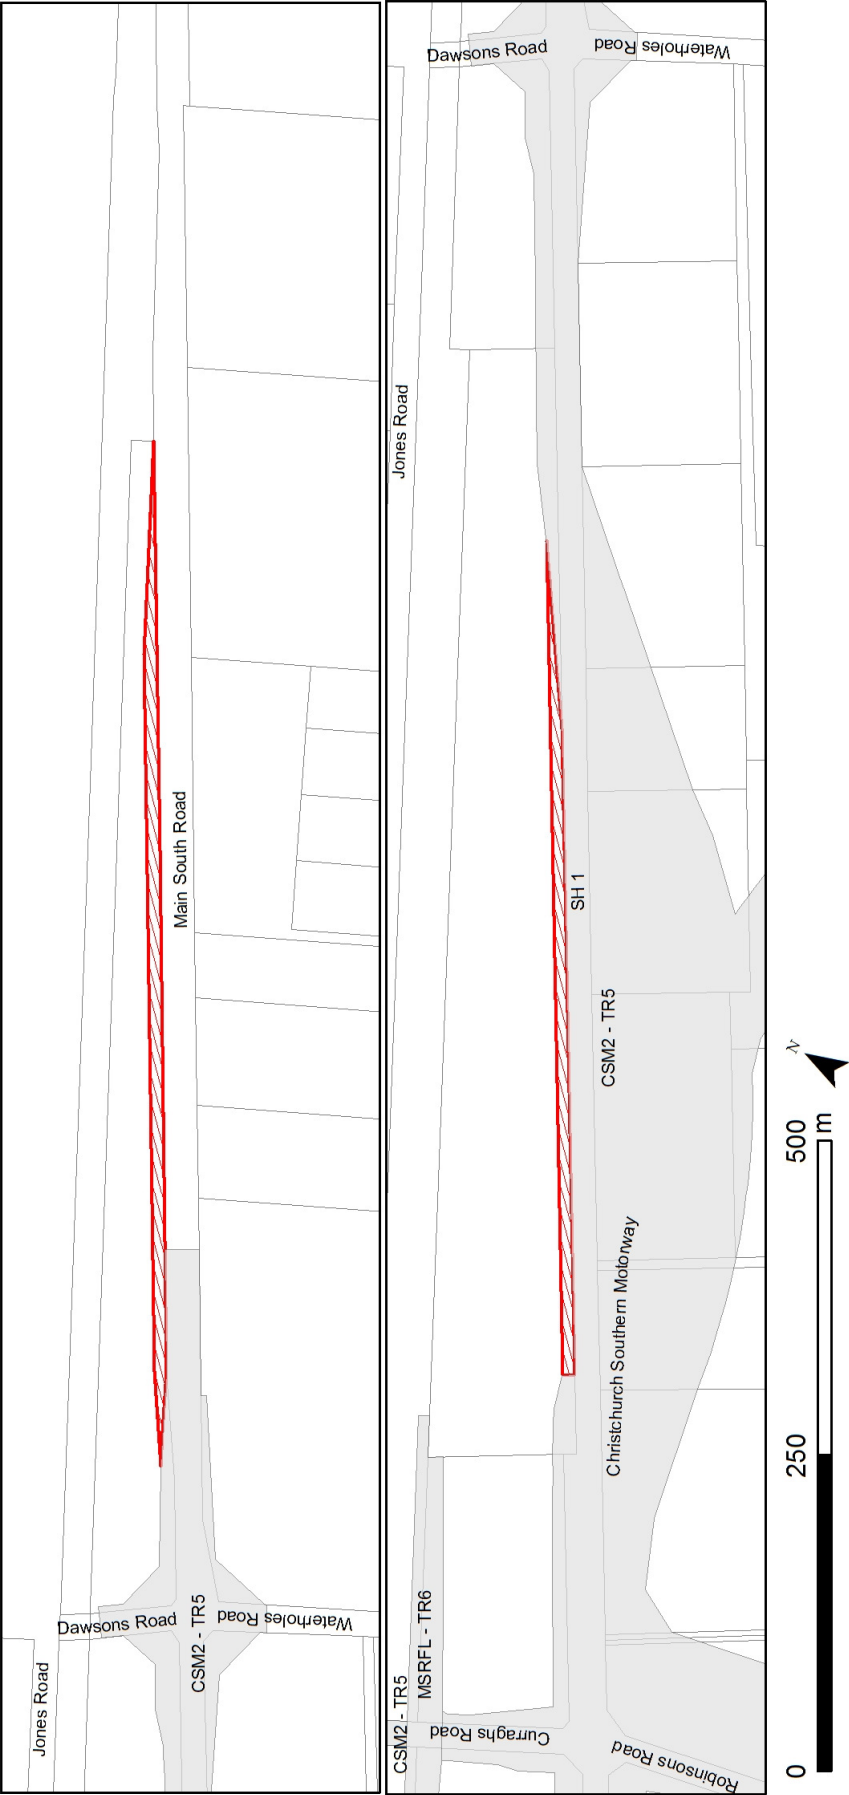 Main South Road
Dawsons Road
Waterholes Road
CSM2 - TR5
Jones Road
Dawsons Road
Waterholes Road
Jones Road
SH 1
CSM2 - TR5
Christchurch Southern Motorway
MSRFL - TR6
CSM2 - TR5
Curraghs Road
Robinsons Road
N
0
250
500
m